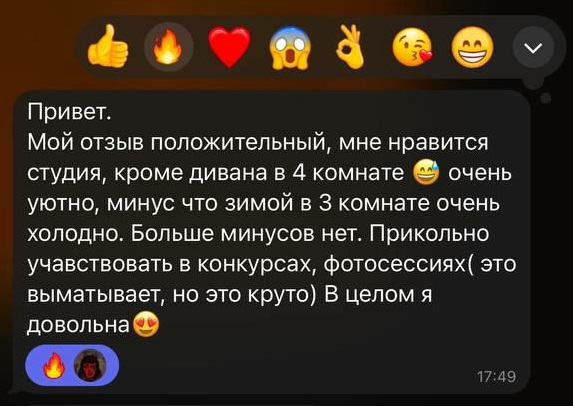 Привет.
Мой отзыв положительный, мне нравится
студия, кроме дивана в 4 комнате 😅 очень
уютно, минус что зимой в 3 комнате очень
холодно. Больше минусов нет. Прикольно
учавствовать в конкурсах, фотосессиях( это
выматывает, но это круто) В целом я
довольна😍
17:49